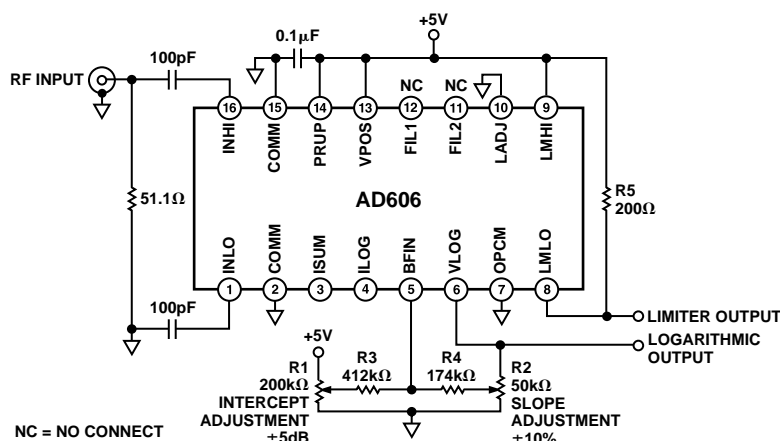 +5V
0.1μF
100pF
RF INPUT
NC
NC
16
15
14
13
12
11
10
9
INHI
COMM
PRUP
VPOS
FIL1
FIL2
LADJ
LMHI
51.1Ω
AD606
R5
200Ω
INLO
COMM
ISUM
ILOG
BFIN
VLOG
OPCM
LMLO
1
2
3
4
5
6
7
8
100pF
LIMITER OUTPUT
LOGARITHMIC
OUTPUT
+5V
R1
200kΩ
INTERCEPT
ADJUSTMENT
±5dB
R3
412kΩ
R4
174kΩ
R2
50kΩ
SLOPE
ADJUSTMENT
±10%
NC = NO CONNECT